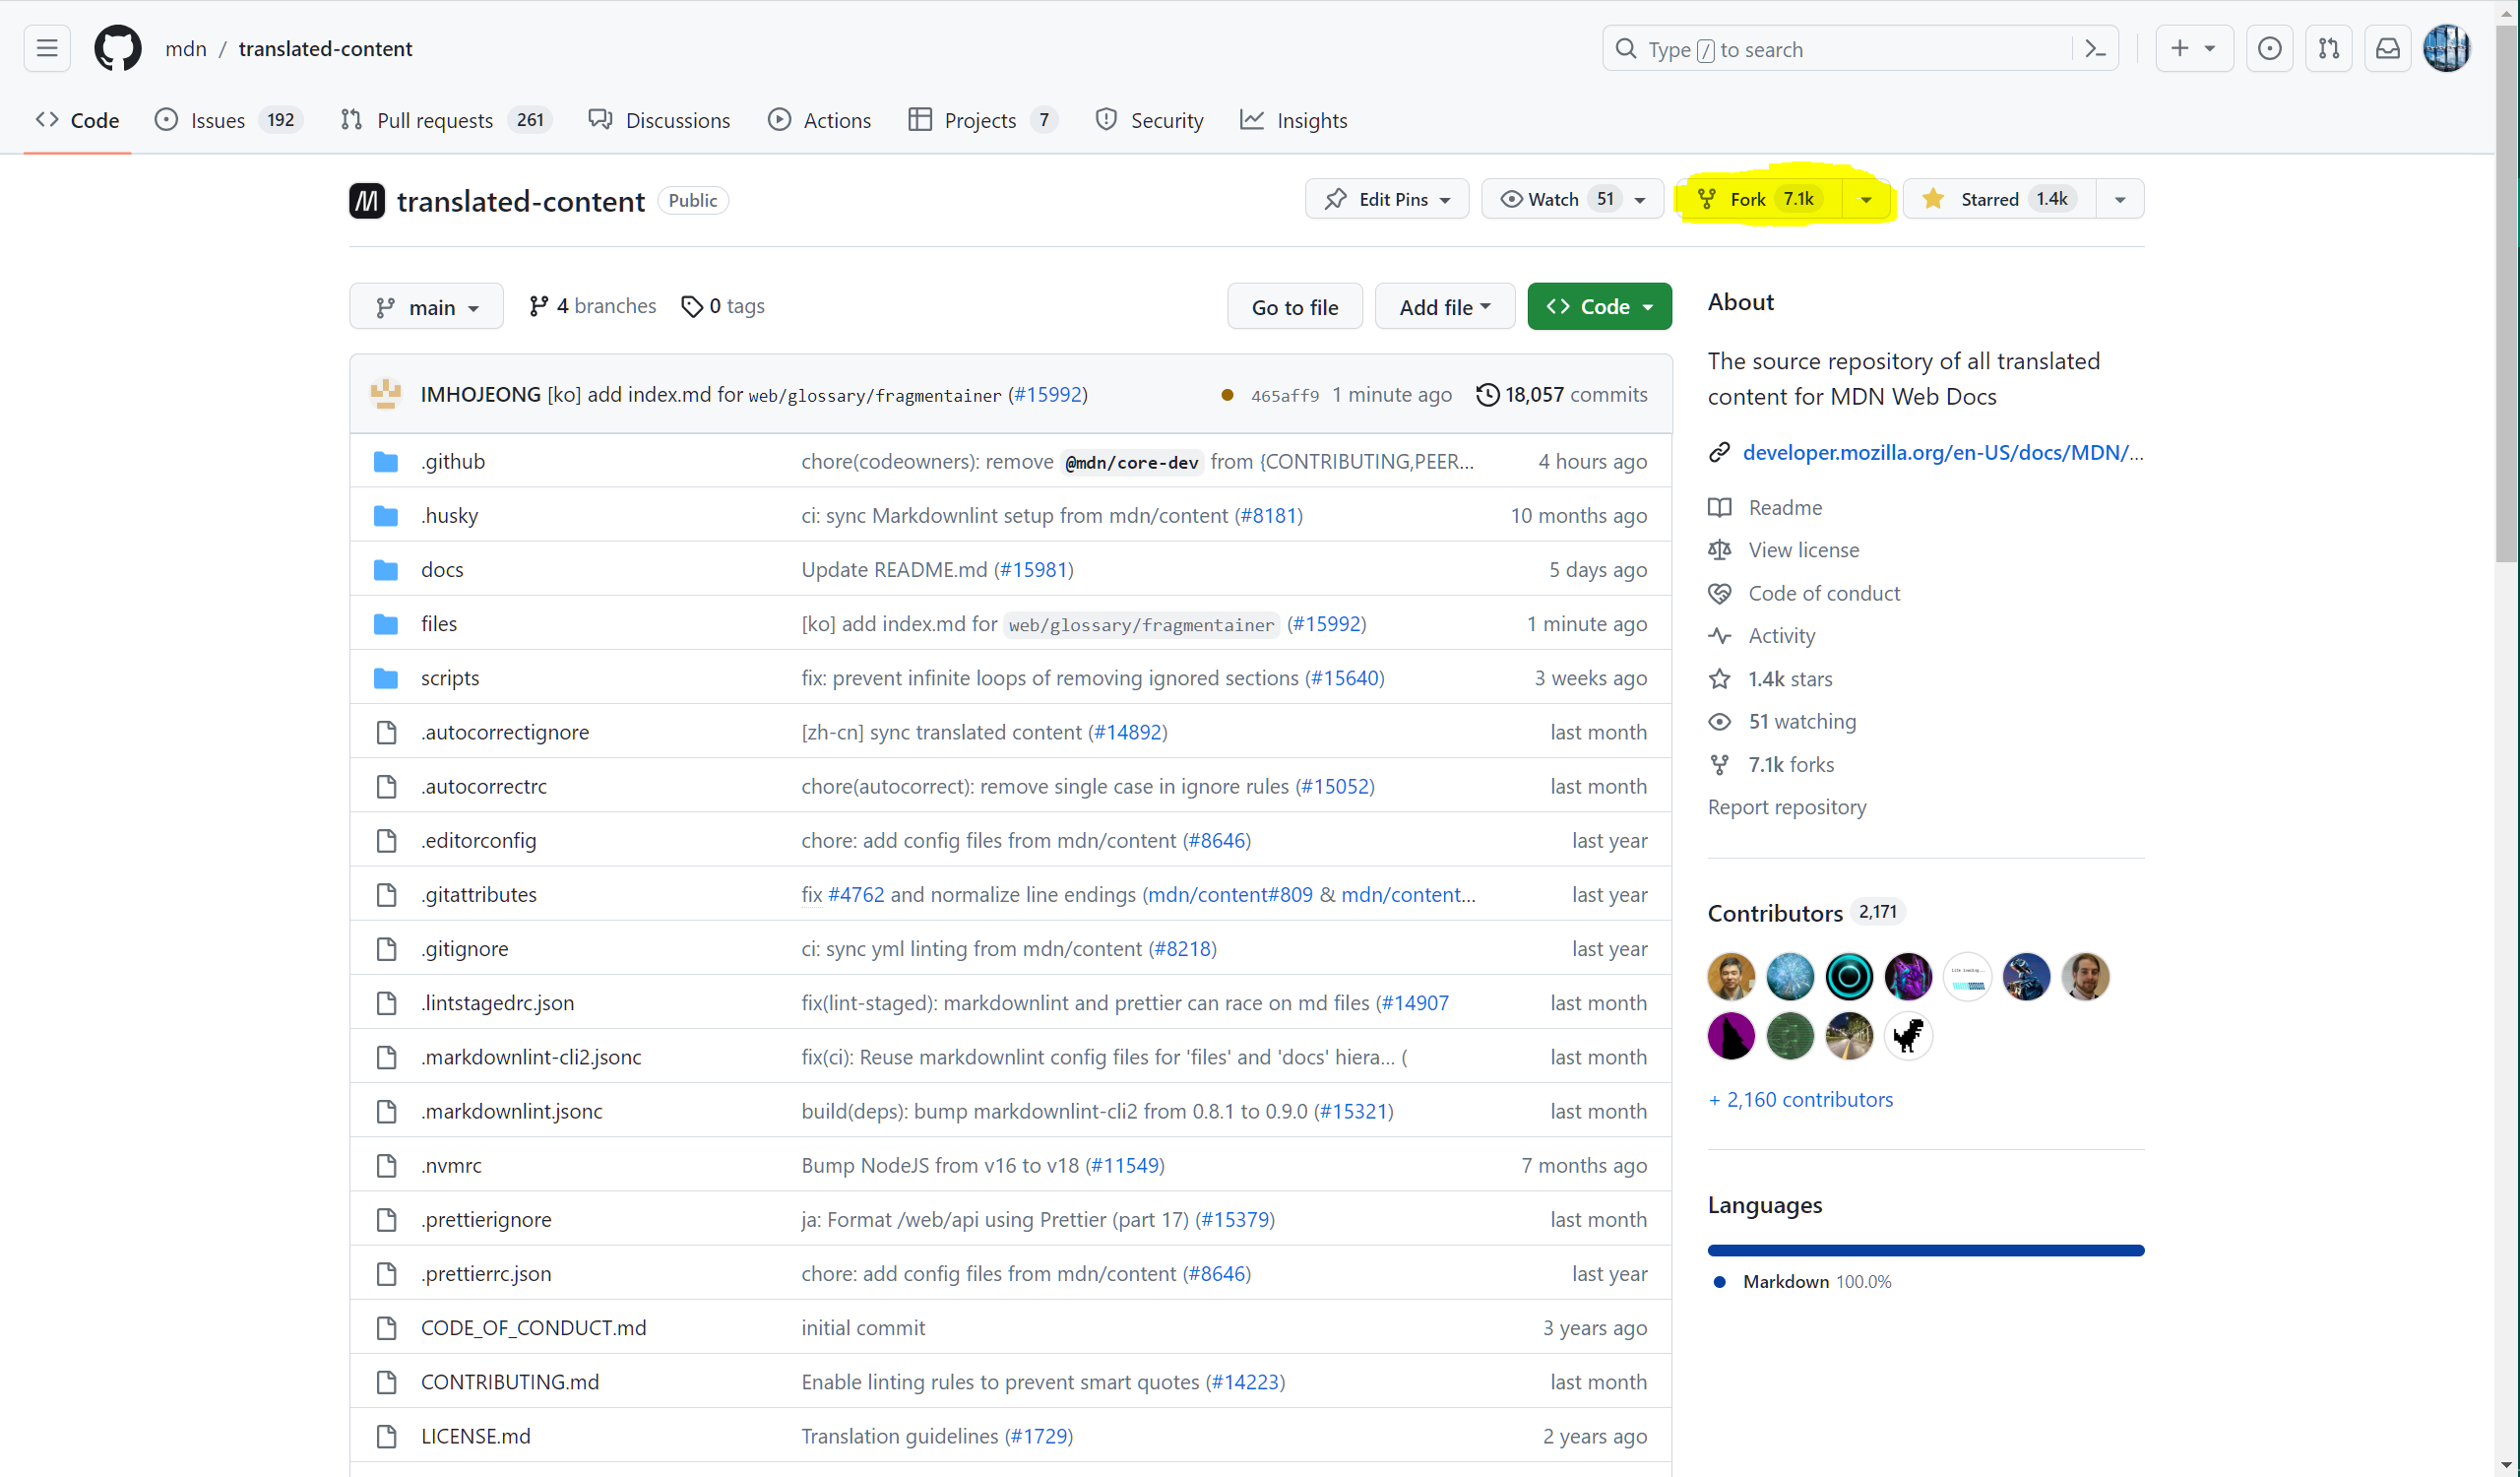 mdn / translated-content
Type / to search
Code Issues 192 Pull requests 261 Discussions Actions Projects 7 Security Insights
translated-content Public
Edit Pins Watch 51 Fork 7.1k Starred 1.4k
main 4 branches 0 tags Go to file Add file Code
IMHOJEONG [ko] add index.md for web/glossary/fragmentainer (#15992) 465aff9 1 minute ago 18,057 commits
.github chore(codeowners): remove @mdn/core-dev from {CONTRIBUTING,PEER... 4 hours ago
.husky ci: sync Markdownlint setup from mdn/content (#8181) 10 months ago
docs Update README.md (#15981) 5 days ago
files [ko] add index.md for web/glossary/fragmentainer (#15992) 1 minute ago
scripts fix: prevent infinite loops of removing ignored sections (#15640) 3 weeks ago
.autocorrectignore [zh-cn] sync translated content (#14892) last month
.autocorrectrc chore(autocorrect): remove single case in ignore rules (#15052) last month
.editorconfig chore: add config files from mdn/content (#8646) last year
.gitattributes fix #4762 and normalize line endings (mdn/content#809 & mdn/content... last year
.gitignore ci: sync yml linting from mdn/content (#8218) last year
.lintstagedrc.json fix(lint-staged): markdownlint and prettier can race on md files (#14907 last month
.markdownlint-cli2.jsonc fix(ci): Reuse markdownlint config files for 'files' and 'docs' hiera... ( last month
.markdownlint.jsonc build(deps): bump markdownlint-cli2 from 0.8.1 to 0.9.0 (#15321) last month
.nvmrc Bump NodeJS from v16 to v18 (#11549) 7 months ago
.prettierignore ja: Format /web/api using Prettier (part 17) (#15379) last month
.prettierrc.json chore: add config files from mdn/content (#8646) last year
CODE_OF_CONDUCT.md initial commit 3 years ago
CONTRIBUTING.md Enable linting rules to prevent smart quotes (#14223) last month
LICENSE.md Translation guidelines (#1729) 2 years ago
About
The source repository of all translated
content for MDN Web Docs
developer.mozilla.org/en-US/docs/MDN/...
Readme
View license
Code of conduct
Activity
1.4k stars
51 watching
7.1k forks
Report repository
Contributors 2,171
+ 2,160 contributors
Languages
Markdown 100.0%